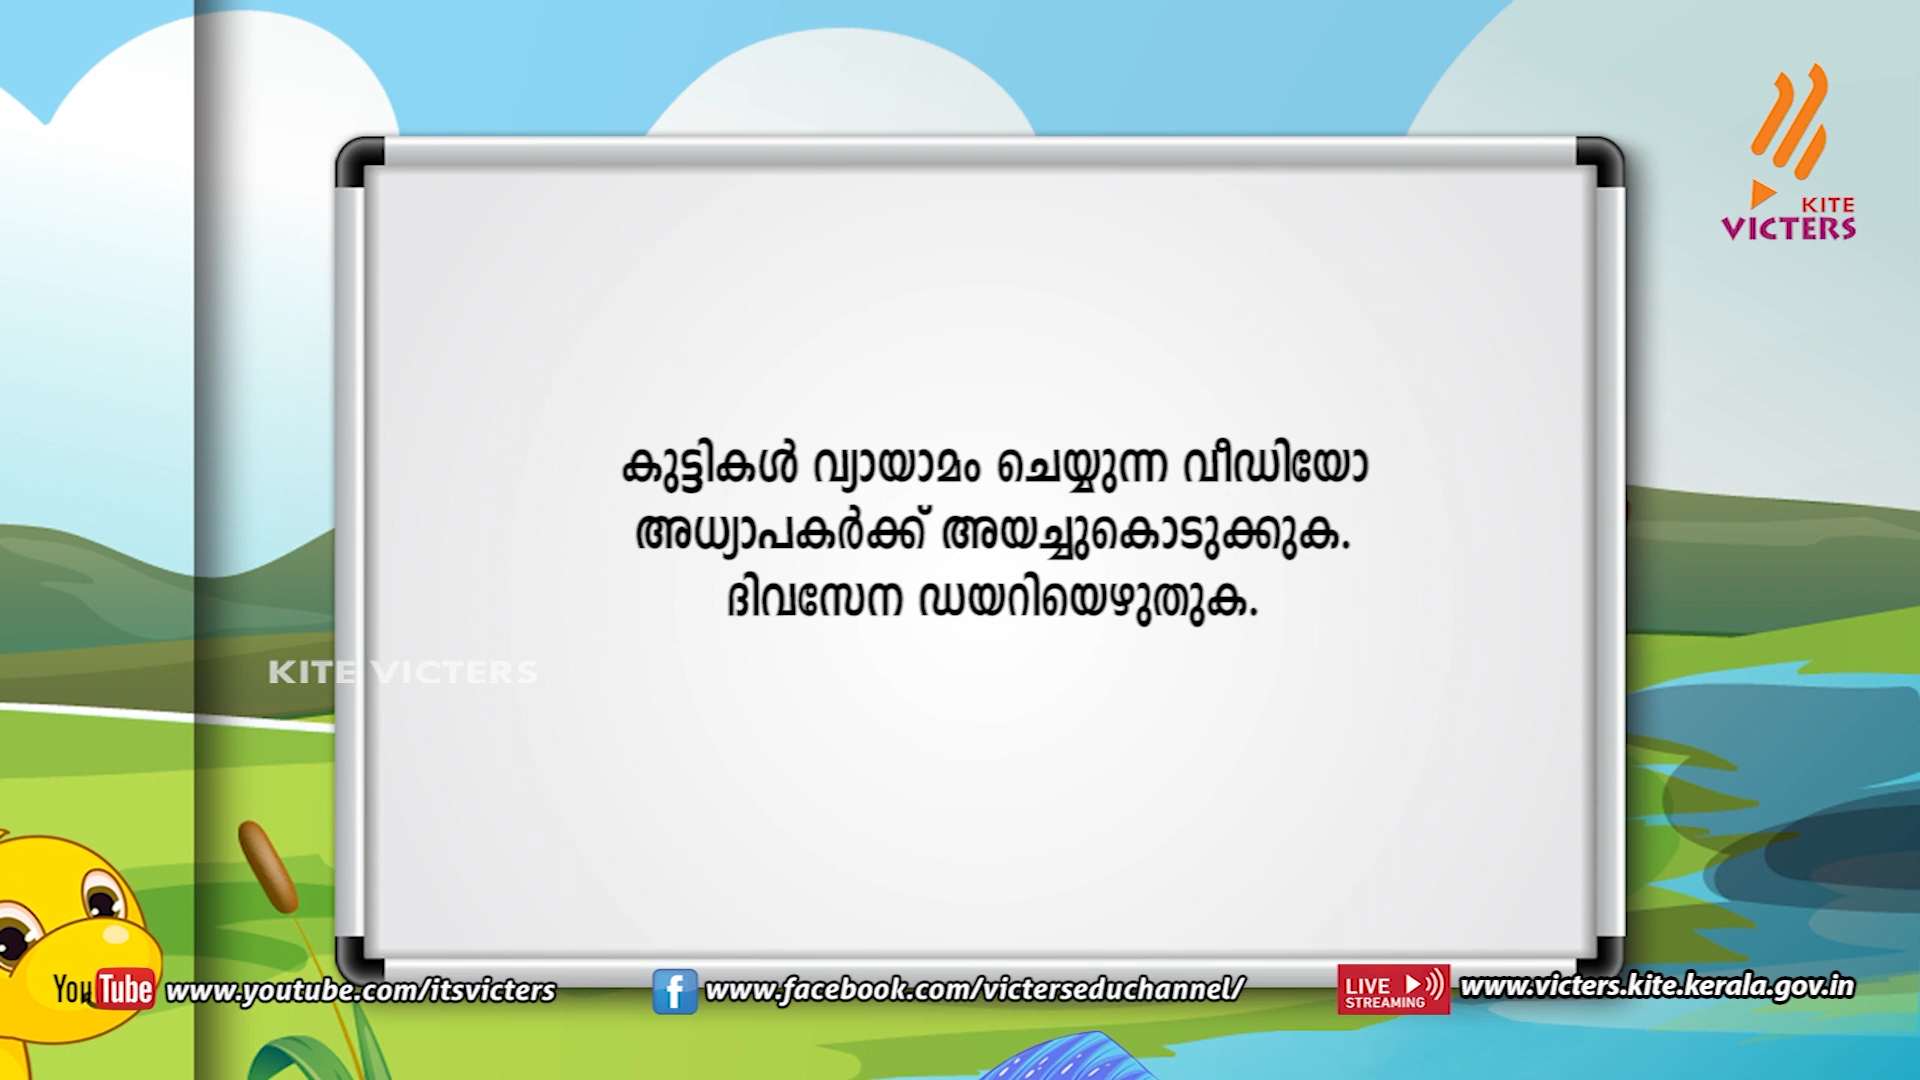 KITE
VICTERS
കുട്ടികൾ വ്യായാമം ചെയ്യുന്ന വീഡിയോ
അധ്യാപകർക്ക് അയച്ചുകൊടുക്കുക.
ദിവസേന ഡയറിയെഴുതുക.
KITE VICTERS
YouTube www.youtube.com/itsvicters
f www.facebook.com/victerseduchannel/
LIVE STREAMING www.victers.kite.kerala.gov.in